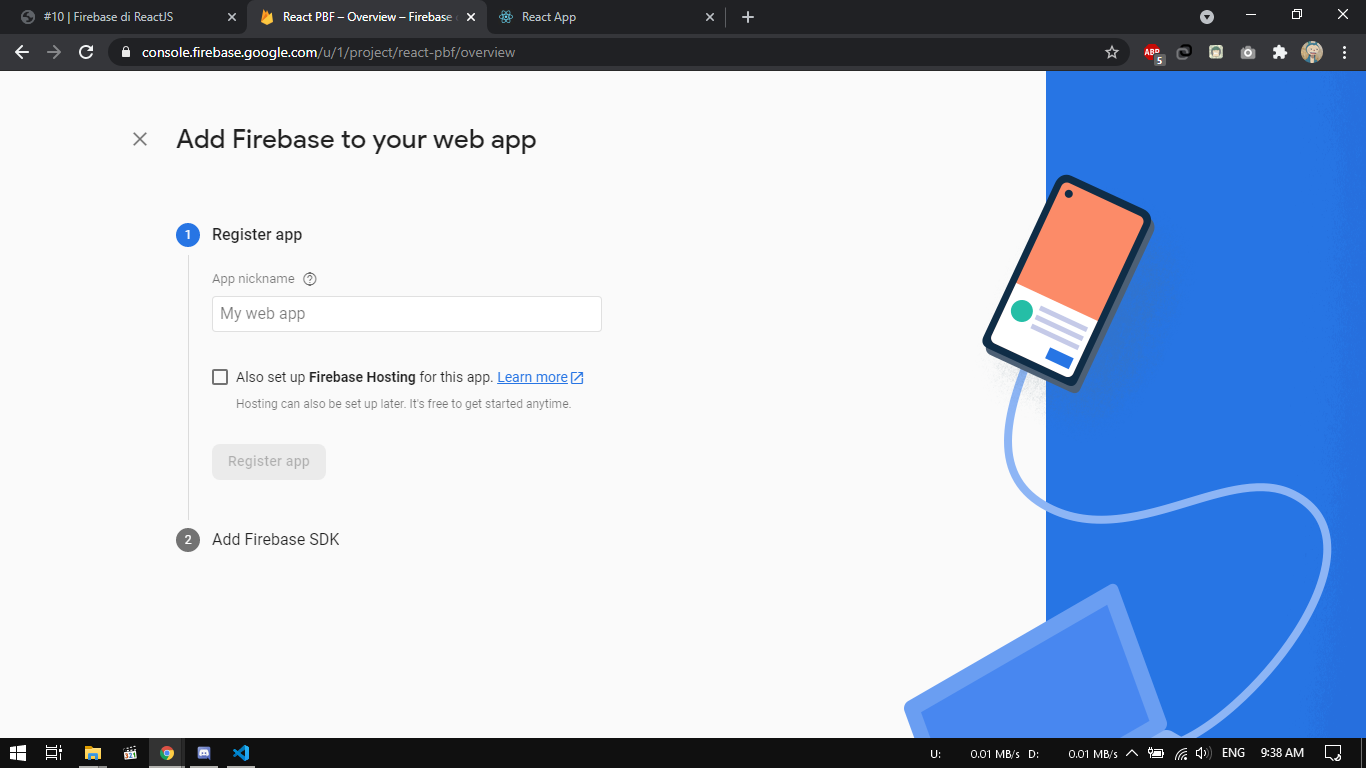 #10 | Firebase di ReactJS
React PBF – Overview – Firebase
React App
console.firebase.google.com/u/1/project/react-pbf/overview
ABP
5
Add Firebase to your web app
1
Register app
App nickname
My web app
Also set up Firebase Hosting for this app. Learn more
Hosting can also be set up later. It's free to get started anytime.
Register app
2
Add Firebase SDK
U: 0.01 MB/s D: 0.01 MB/s ENG 9:38 AM